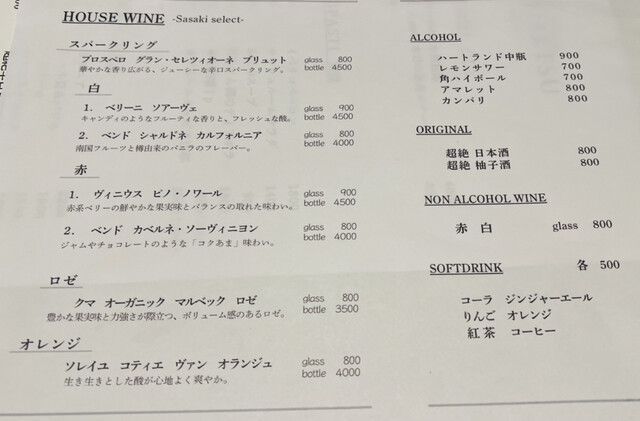 HOUSE WINE -Sasaki select-
スパークリング
プロスペロ グラン・セレツィオーネ ブリュット glass 800
華やかな香り広がる、ジューシーな辛口スパークリング。 bottle 4500
白
1. ベリーニ ソアーヴェ glass 900
キャンディのようなフルーティな香りと、フレッシュな酸。 bottle 4500
2. ベンド シャルドネ カルフォルニア glass 800
南国フルーツと樽由来のバニラのフレーバー。 bottle 4000
赤
1. ヴィニウス ピノ・ノワール glass 900
赤系ベリーの鮮やかな果実味とバランスの取れた味わい。 bottle 4500
2. ベンド カベルネ・ソーヴィニヨン glass 800
ジャムやチョコレートのような「コクあま」味わい。 bottle 4000
ロゼ
クマ オーガニック マルベック ロゼ glass 800
豊かな果実味と力強さが際立つ、ボリューム感のあるロゼ。 bottle 3500
オレンジ
ソレイユ コティエ ヴァン オランジュ glass 800
生き生きとした酸が心地よく爽やか。 bottle 4000
ALCOHOL
ハートランド中瓶 900
レモンサワー 700
角ハイボール 700
アマレット 800
カンパリ 800
ORIGINAL
超絶 日本酒 800
超絶 柚子酒 800
NON ALCOHOL WINE
赤 白 glass 800
SOFTDRINK 各 500
コーラ ジンジャーエール
りんご オレンジ
紅茶 コーヒー